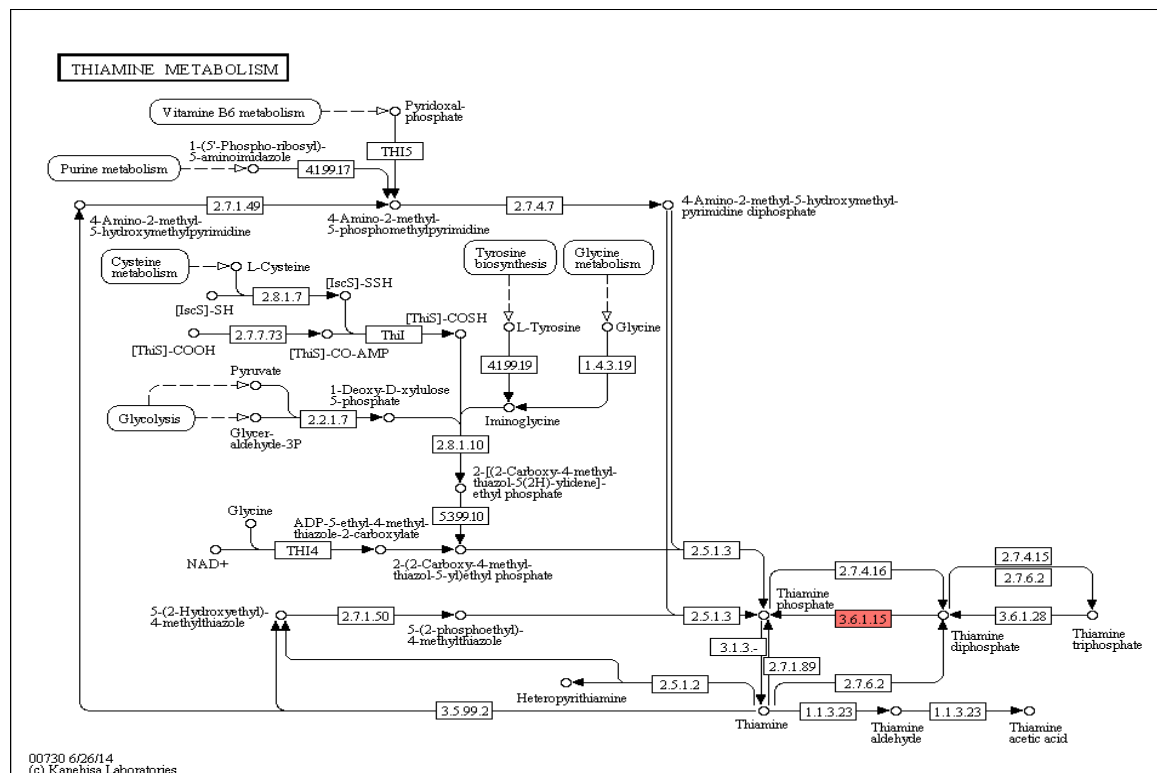 THIAMINE METABOLISM
Vitamine B6 metabolism
Pyridoxal-
phosphate
1-(5'-Phospho-ribosyl)-
5-aminoimidazole
THI5
Purine metabolism
4.1.99.17
2.7.1.49
2.7.4.7
4-Amino-2-methyl-
5-hydroxymethylpyrimidine
4-Amino-2-methyl-
5-phosphomethylpyrimidine
4-Amino-2-methyl-5-hydroxymethyl-
pyrimidine diphosphate
Cysteine
metabolism
L-Cysteine
Tyrosine
biosynthesis
Glycine
metabolism
[IscS]-SH
2.8.1.7
[IscS]-SSH
[ThiS]-COOH
2.7.7.73
[ThiS]-CO-AMP
ThiI
[ThiS]-COSH
L-Tyrosine
Glycine
4.1.99.19
1.4.3.19
Pyruvate
1-Deoxy-D-xylulose
5-phosphate
Glycolysis
2.2.1.7
Iminoglycine
Glycer-
aldehyde-3P
2.8.1.10
2-[(2-Carboxy-4-methyl-
thiazol-5(2H)-ylidene]-
ethyl phosphate
5.3.99.10
Glycine
ADP-5-ethyl-4-methyl-
thiazole-2-carboxylate
NAD+
THI4
2-(2-Carboxy-4-methyl-
thiazol-5-yl)ethyl phosphate
2.5.1.3
2.7.4.15
2.7.4.16
2.7.6.2
5-(2-Hydroxyethyl)-
4-methylthiazole
2.7.1.50
5-(2-phosphoethyl)-
4-methylthiazole
2.5.1.3
Thiamine
phosphate
3.6.1.15
3.6.1.28
Thiamine
diphosphate
Thiamine
triphosphate
3.1.3.-
2.7.1.89
Heteropyrithiamine
2.5.1.2
2.7.6.2
3.5.99.2
Thiamine
1.1.3.23
Thiamine
aldehyde
1.1.3.23
Thiamine
acetic acid
00730 6/26/14
(c) Kanehisa Laboratories